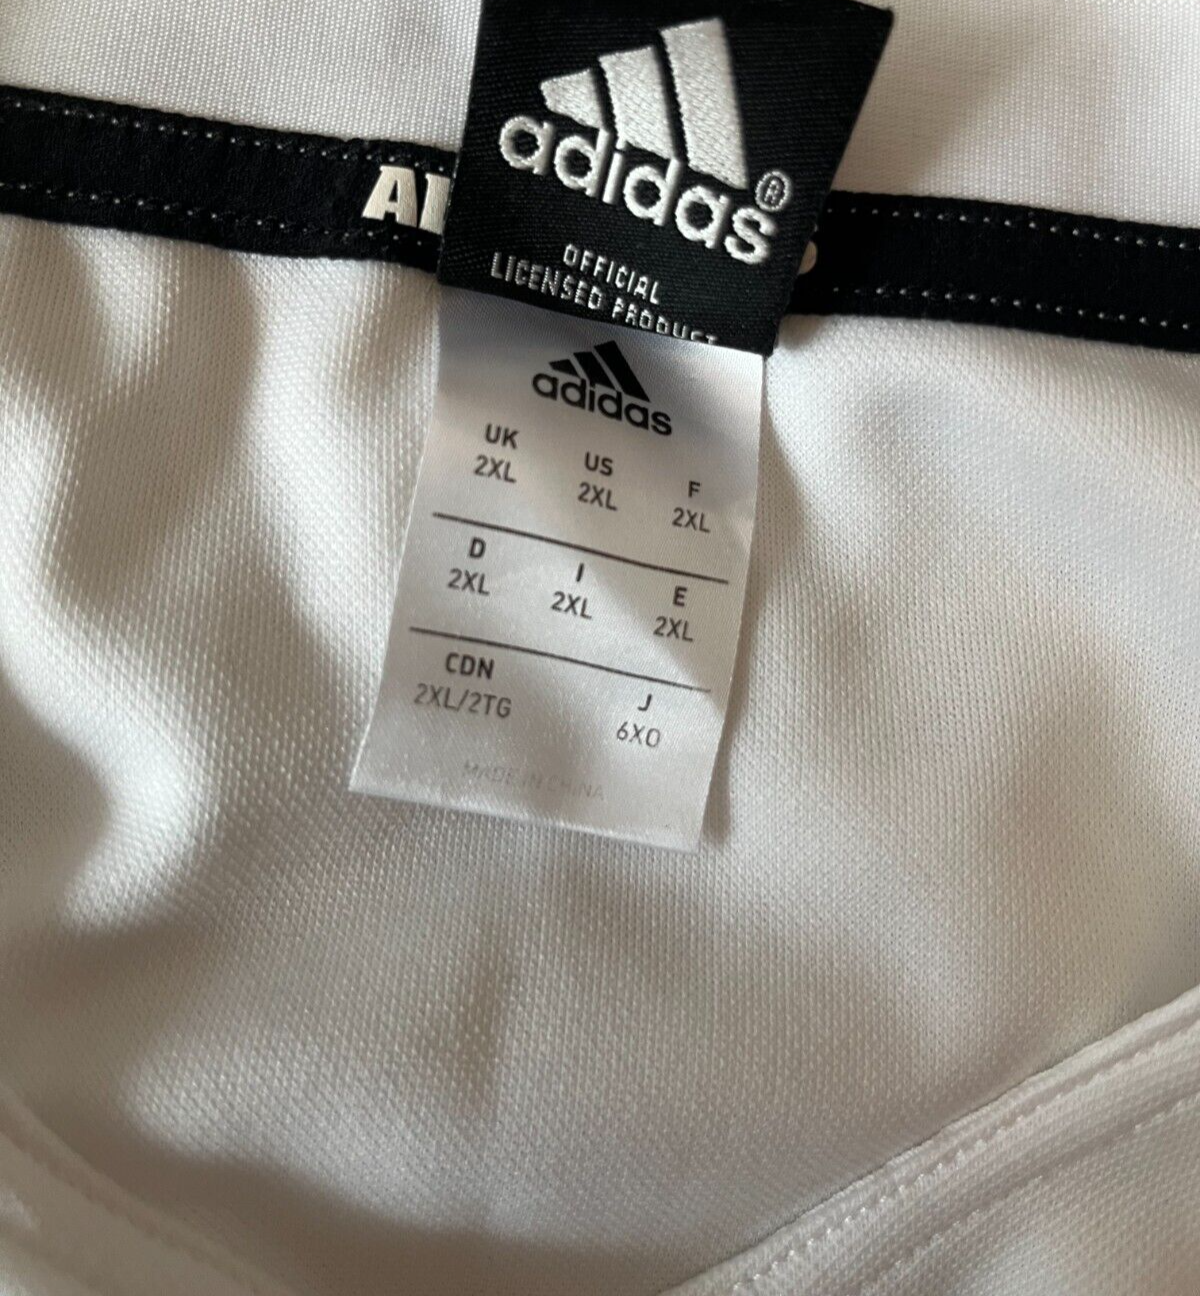 adidas®
OFFICIAL
LICENSED PRODUCT
adidas
UK US F
2XL 2XL 2XL
D I E
2XL 2XL 2XL
CDN J
2XL/2TG 6XO
MADE IN CHINA